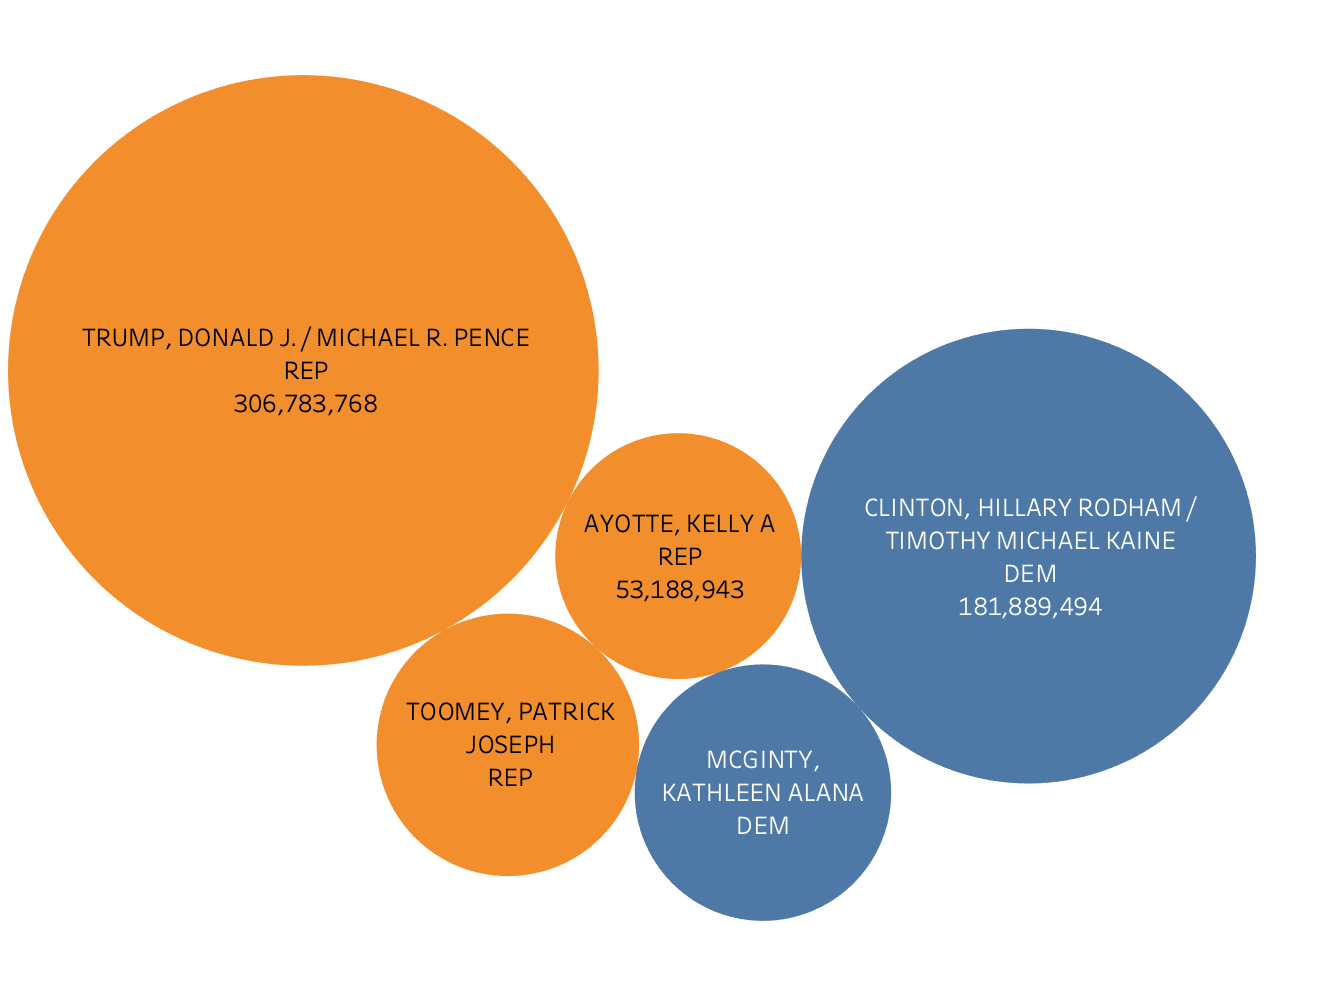 TRUMP, DONALD J. / MICHAEL R. PENCE
REP
306,783,768
AYOTTE, KELLY A
REP
53,188,943
CLINTON, HILLARY RODHAM /
TIMOTHY MICHAEL KAINE
DEM
181,889,494
TOOMEY, PATRICK
JOSEPH
REP
MCGINTY,
KATHLEEN ALANA
DEM